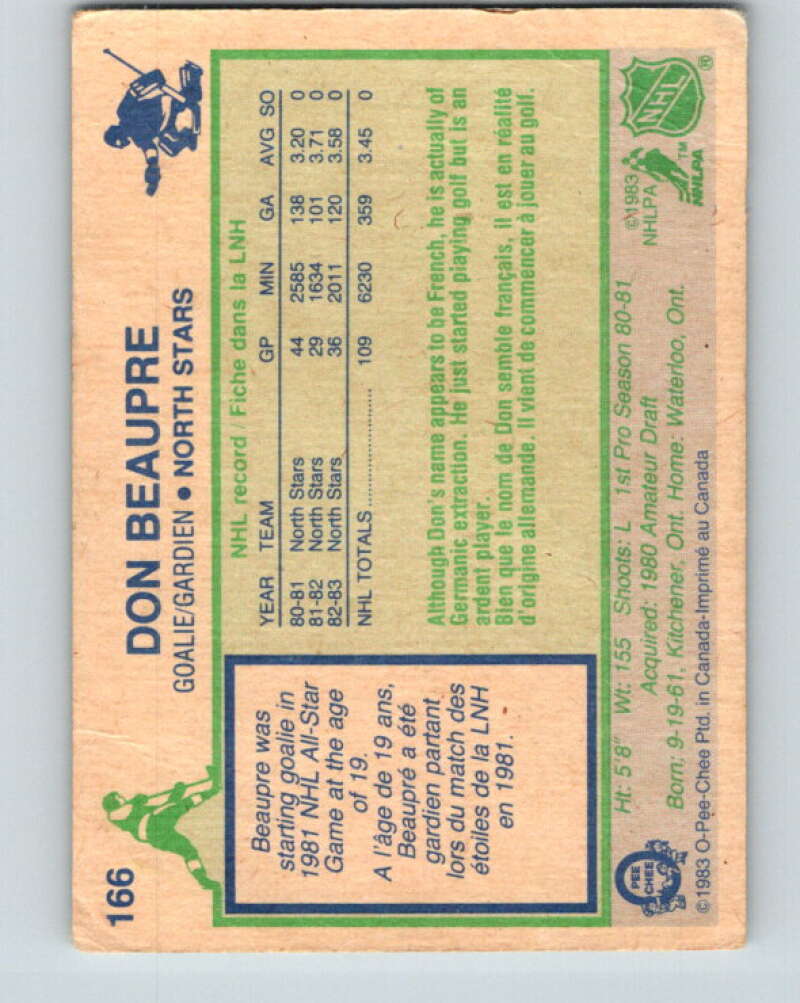 166
DON BEAUPRE
GOALIE/GARDIEN • NORTH STARS
Beaupre was
starting goalie in
1981 NHL All-Star
Game at the age
of 19.
A l'âge de 19 ans,
Beaupré a été
gardien partant
lors du match des
étoiles de la LNH
en 1981.
NHL record / Fiche dans la LNH
YEAR TEAM GP MIN GA AVG SO
80-81 North Stars 44 2585 138 3.20 0
81-82 North Stars 29 1634 101 3.71 0
82-83 North Stars 36 2011 120 3.58 0
NHL TOTALS .................. 109 6230 359 3.45 0
Although Don's name appears to be French, he is actually of
Germanic extraction. He just started playing golf but is an
ardent player.
Bien que le nom de Don semble français, il est en réalité
d'origine allemande. Il vient de commencer à jouer au golf.
Ht: 5'8" Wt: 155 Shoots: L 1st Pro Season 80-81
Acquired: 1980 Amateur Draft
Born: 9-19-61, Kitchener, Ont. Home: Waterloo, Ont.
©1983 O-Pee-Chee Ptd. in Canada-Imprimé au Canada
O
PEE
CHEE
©1983
NHLPA
NHLPA
TM
NHL
®